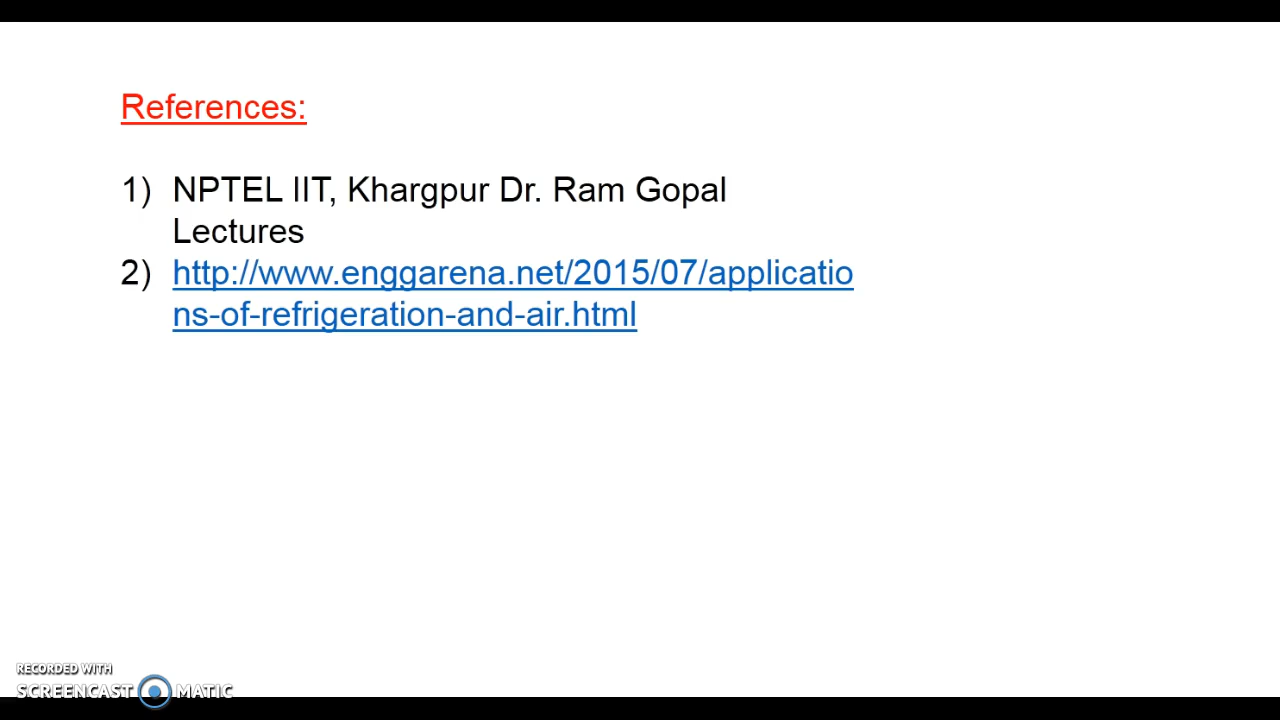 References:
1) NPTEL IIT, Khargpur Dr. Ram Gopal
Lectures
2) http://www.enggarena.net/2015/07/applicatio
ns-of-refrigeration-and-air.html
RECORDED WITH
SCREENCAST MATIC